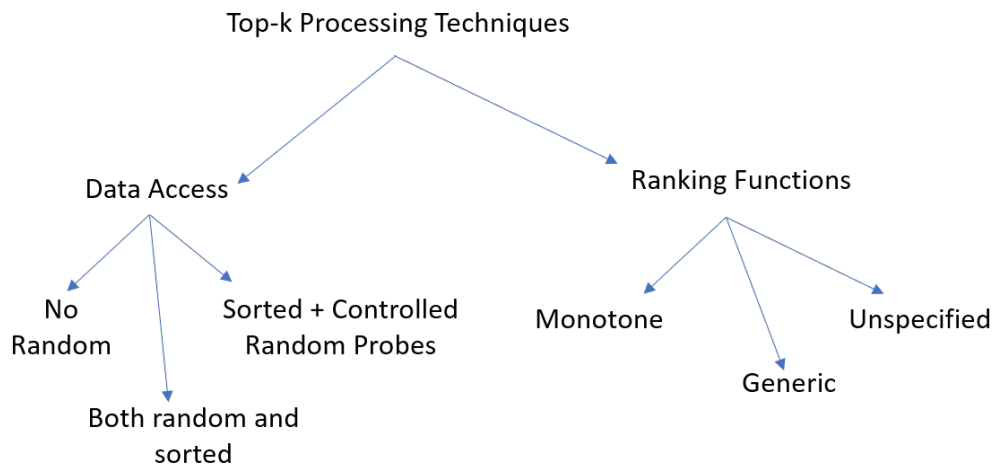 Top-k Processing Techniques
Data Access
Ranking Functions
No
Random
Both random and
sorted
Sorted + Controlled
Random Probes
Monotone
Generic
Unspecified